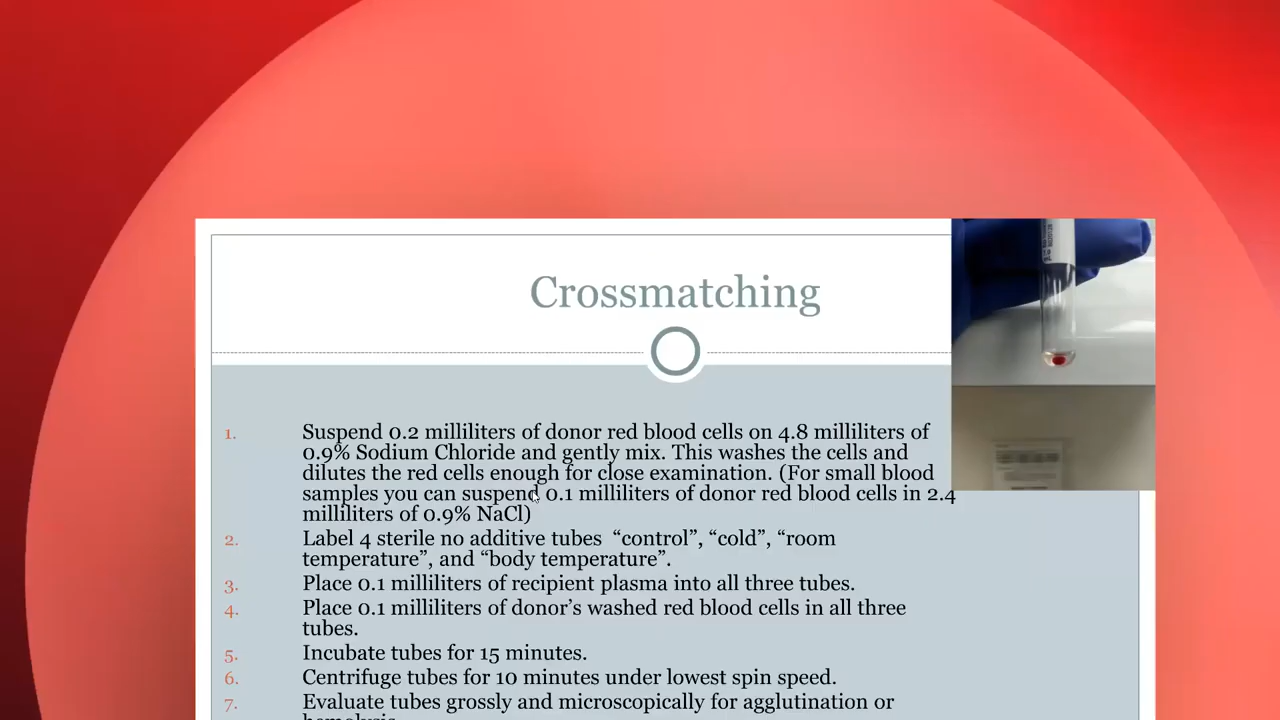 Crossmatching
1. Suspend 0.2 milliliters of donor red blood cells on 4.8 milliliters of
0.9% Sodium Chloride and gently mix. This washes the cells and
dilutes the red cells enough for close examination. (For small blood
samples you can suspend 0.1 milliliters of donor red blood cells in 2.4
milliliters of 0.9% NaCl)
2. Label 4 sterile no additive tubes “control”, “cold”, “room
temperature”, and “body temperature”.
3. Place 0.1 milliliters of recipient plasma into all three tubes.
4. Place 0.1 milliliters of donor’s washed red blood cells in all three
tubes.
5. Incubate tubes for 15 minutes.
6. Centrifuge tubes for 10 minutes under lowest spin speed.
7. Evaluate tubes grossly and microscopically for agglutination or
hemolysis